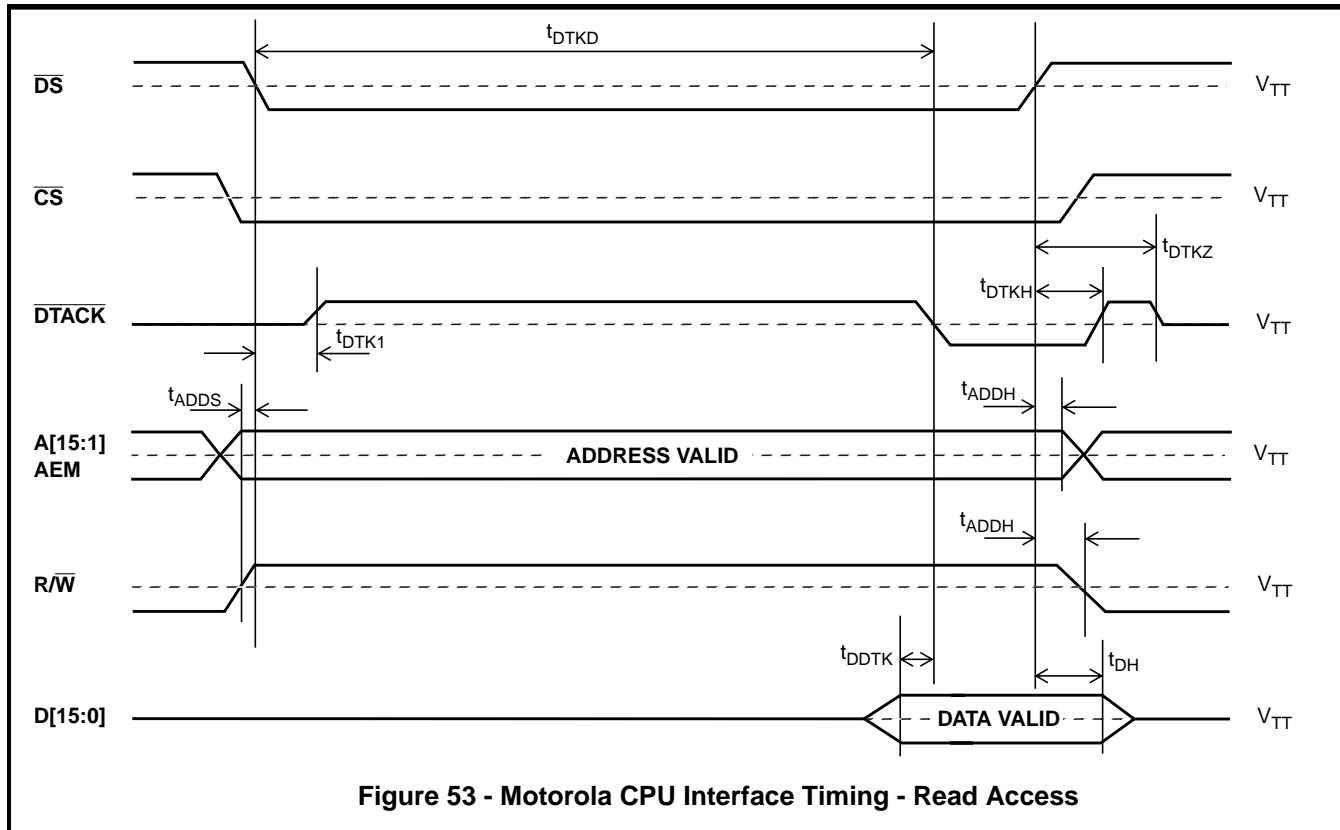 tDTKD
DS VTT
CS VTT
tDTKZ
tDTKH
DTACK VTT
tDTK1
tADDS tADDH
A[15:1]
AEM
ADDRESS VALID VTT
tADDH
R/W VTT
tDDTK tDH
D[15:0] DATA VALID VTT
Figure 53 - Motorola CPU Interface Timing - Read Access